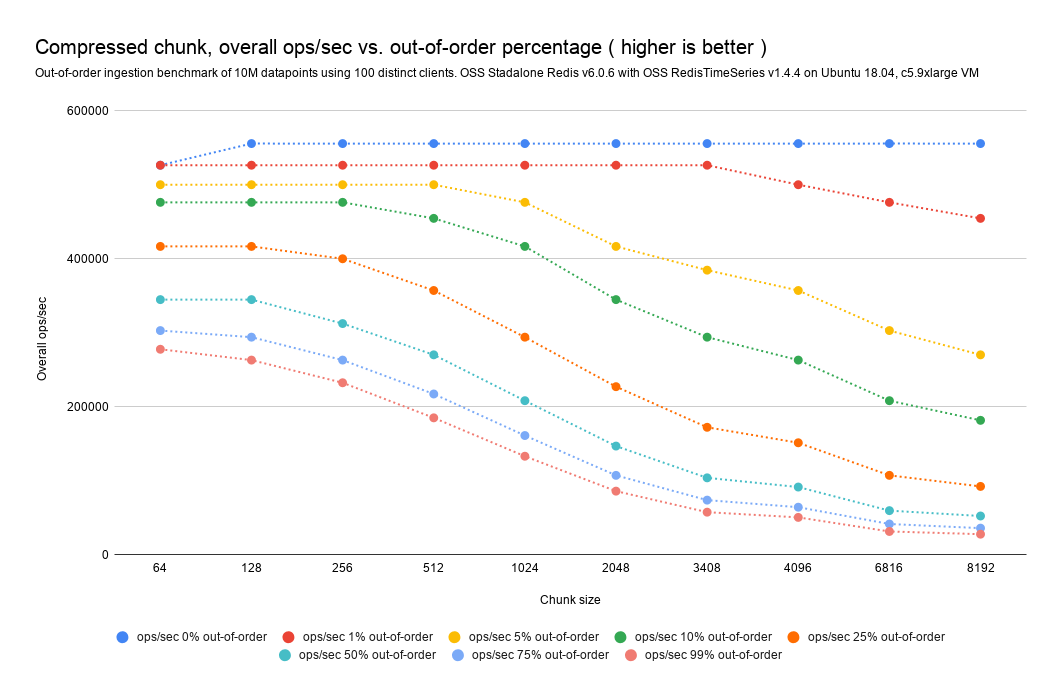 Compressed chunk, overall ops/sec vs. out-of-order percentage ( higher is better )
Out-of-order ingestion benchmark of 10M datapoints using 100 distinct clients. OSS Stadalone Redis v6.0.6 with OSS RedisTimeSeries v1.4.4 on Ubuntu 18.04, c5.9xlarge VM
600000
400000
200000
0
Overall ops/sec
64 128 256 512 1024 2048 3408 4096 6816 8192
Chunk size
ops/sec 0% out-of-order ops/sec 1% out-of-order ops/sec 5% out-of-order ops/sec 10% out-of-order ops/sec 25% out-of-order
ops/sec 50% out-of-order ops/sec 75% out-of-order ops/sec 99% out-of-order